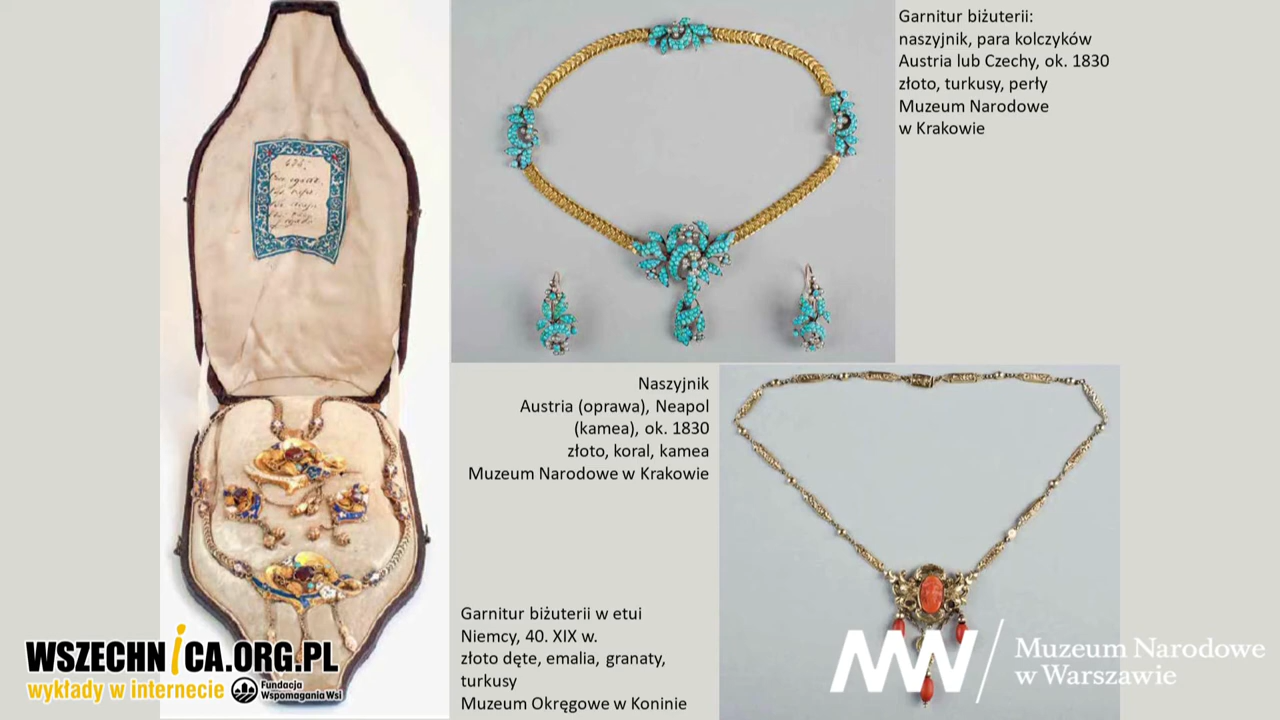 Garnitur biżuterii:
naszyjnik, para kolczyków
Austria lub Czechy, ok. 1830
złoto, turkusy, perły
Muzeum Narodowe
w Krakowie
Naszyjnik
Austria (oprawa), Neapol
(kamea), ok. 1830
złoto, koral, kamea
Muzeum Narodowe w Krakowie
Garnitur biżuterii w etui
Niemcy, 40. XIX w.
złoto dęte, emalia, granaty,
turkusy
Muzeum Okręgowe w Koninie
WSZECHNiCA.ORG.PL
wykłady w internecie
Fundacja
Wspomagania Wsi
Muzeum Narodowe
w Warszawie